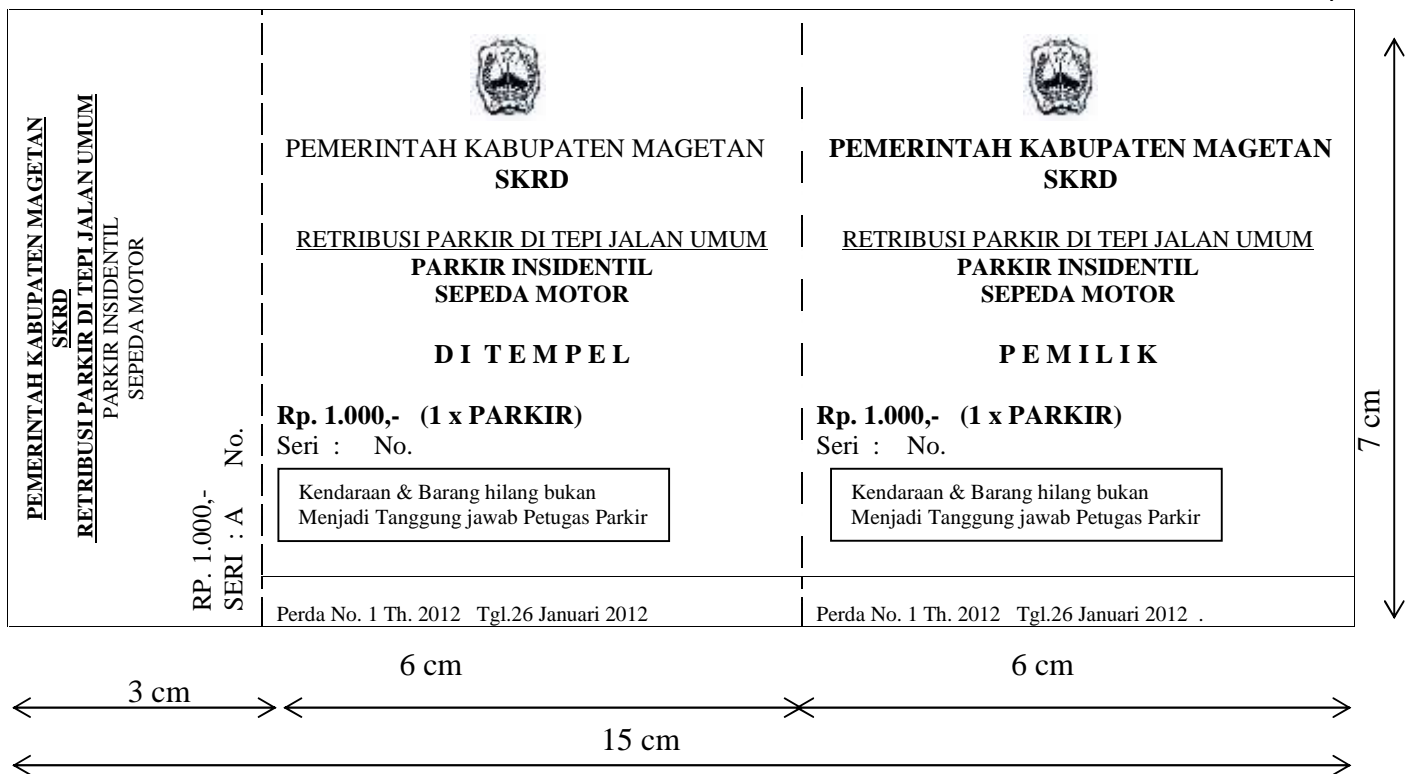 PEMERINTAH KABUPATEN MAGETAN
SKRD
RETRIBUSI PARKIR DI TEPI JALAN UMUM
PARKIR INSIDENTIL
SEPEDA MOTOR
RP. 1.000,-
SERI : A No.
PEMERINTAH KABUPATEN MAGETAN
SKRD
RETRIBUSI PARKIR DI TEPI JALAN UMUM
PARKIR INSIDENTIL
SEPEDA MOTOR
D I T E M P E L
Rp. 1.000,- (1 x PARKIR)
Seri : No.
Kendaraan & Barang hilang bukan
Menjadi Tanggung jawab Petugas Parkir
Perda No. 1 Th. 2012 Tgl.26 Januari 2012
PEMERINTAH KABUPATEN MAGETAN
SKRD
RETRIBUSI PARKIR DI TEPI JALAN UMUM
PARKIR INSIDENTIL
SEPEDA MOTOR
P E M I L I K
Rp. 1.000,- (1 x PARKIR)
Seri : No.
Kendaraan & Barang hilang bukan
Menjadi Tanggung jawab Petugas Parkir
Perda No. 1 Th. 2012 Tgl.26 Januari 2012 .
7 cm
6 cm
6 cm
3 cm
15 cm